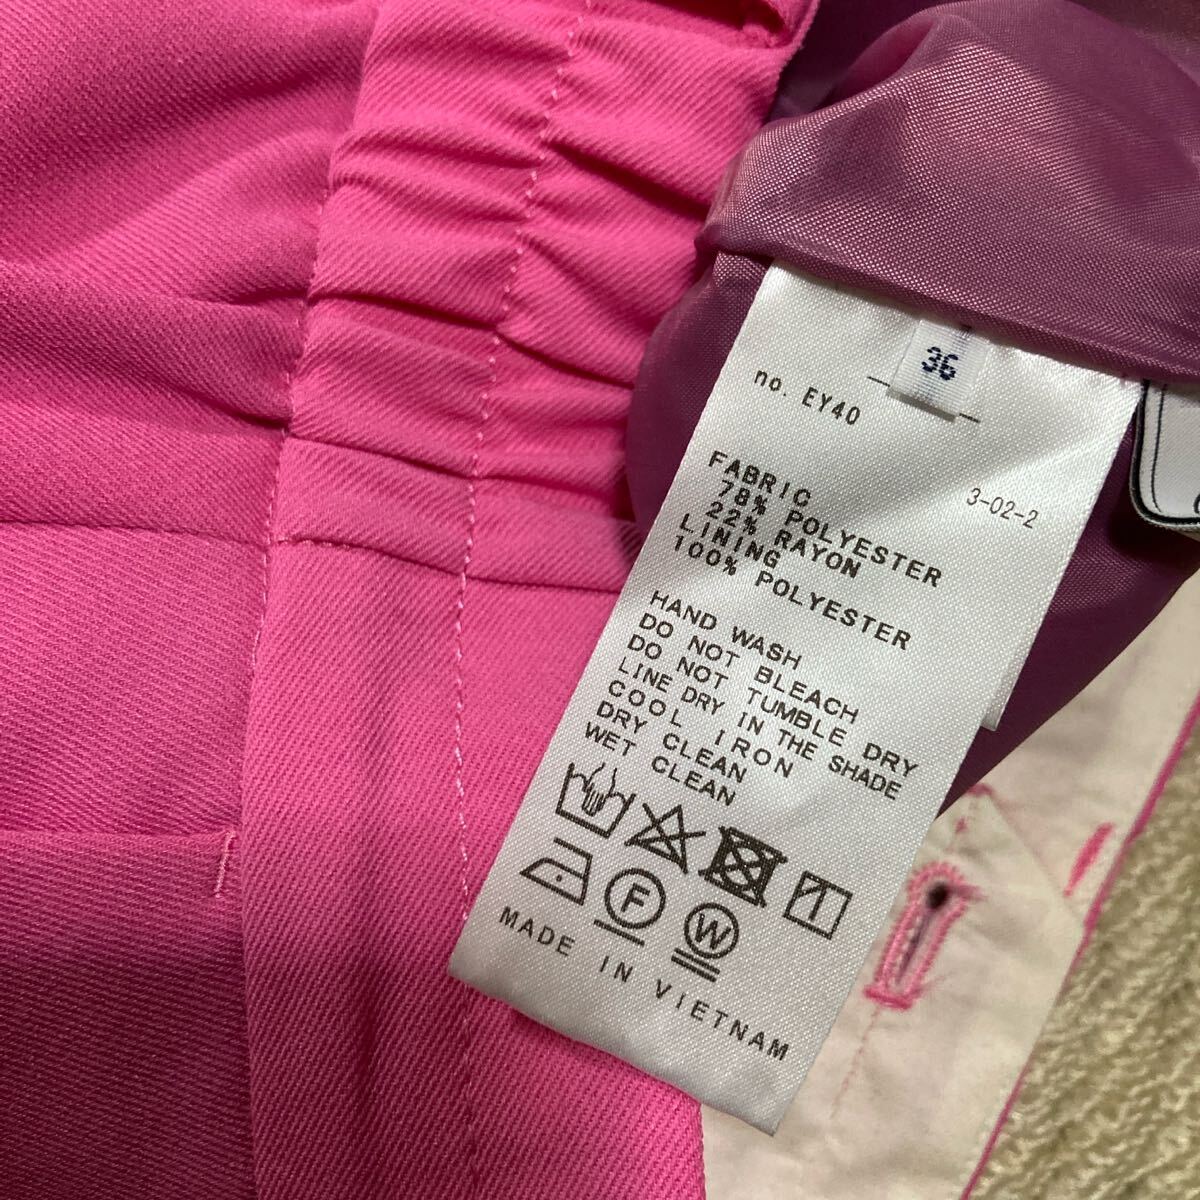 36
no. EY40
3-02-2
FABRIC
78% POLYESTER
22% RAYON
LINING
100% POLYESTER
HAND WASH
DO NOT BLEACH
DO NOT TUMBLE DRY
LINE DRY IN THE SHADE
COOL IRON
DRY CLEAN
WET CLEAN
F
W
MADE IN VIETNAM